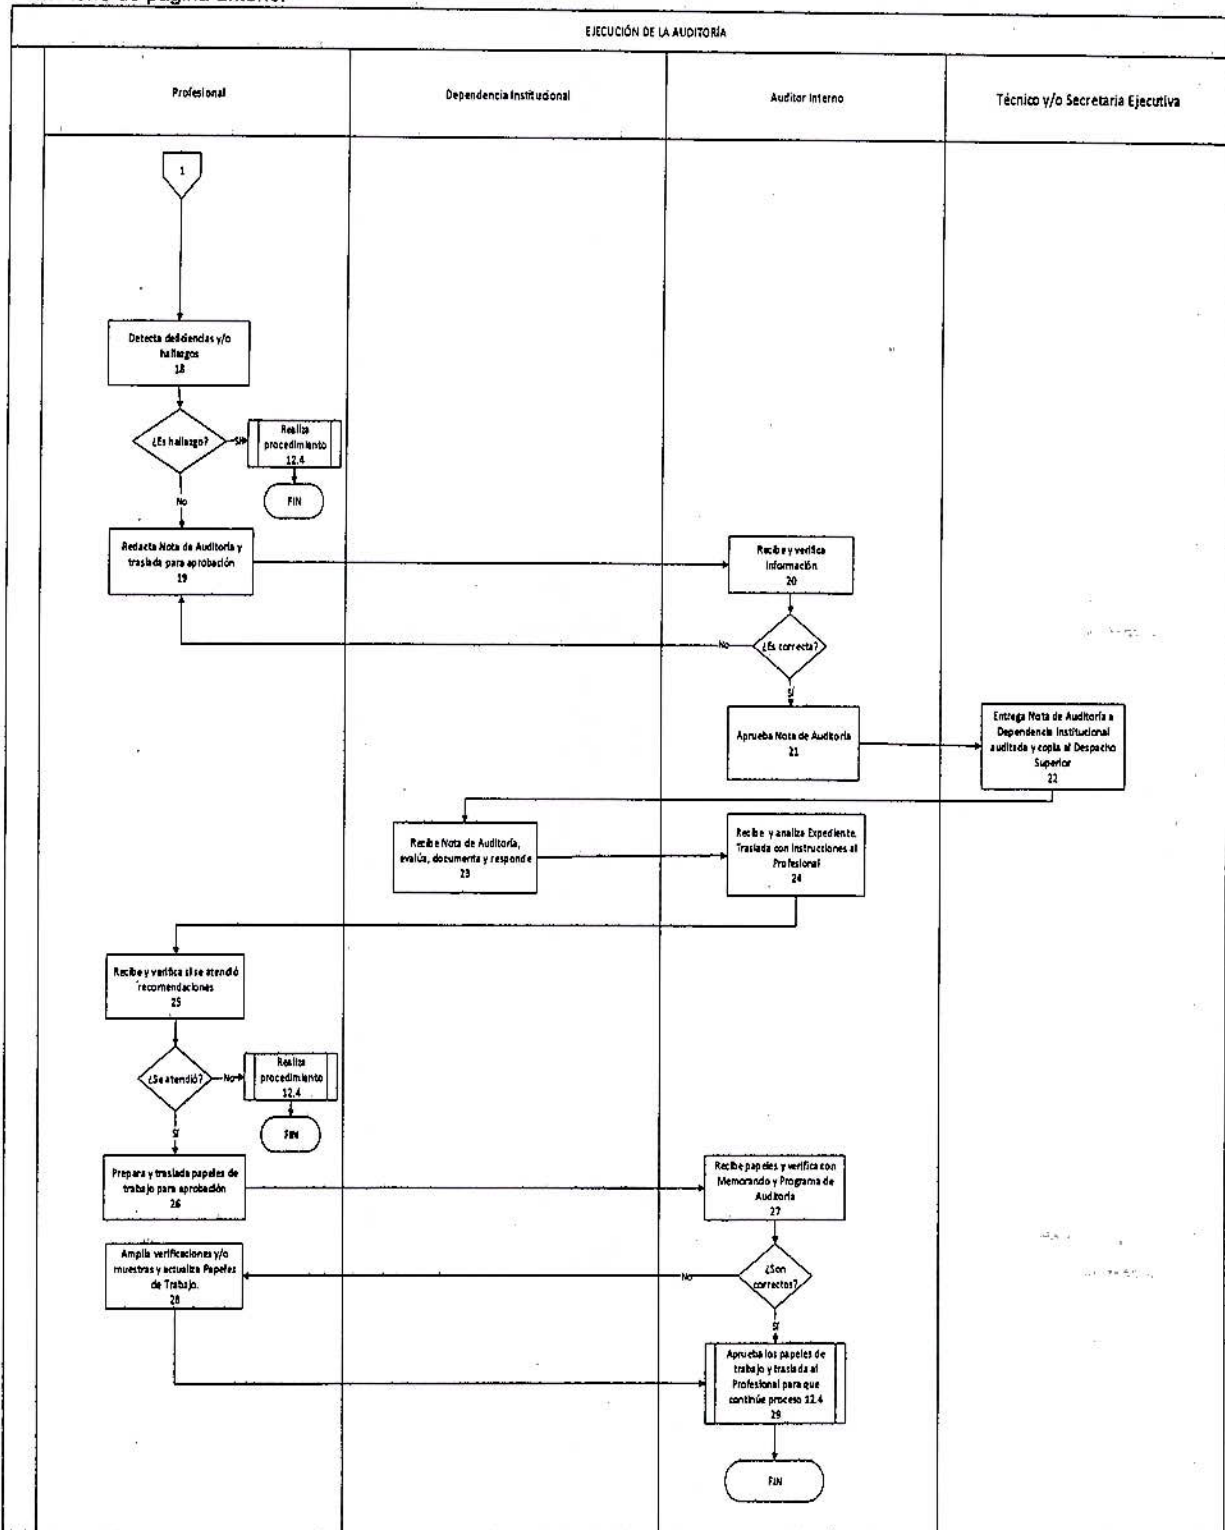 EJECUCIÓN DE LA AUDITORÍA
Profesional
Dependencia Institucional
Auditor Interno
Técnico y/o Secretaria Ejecutiva
1
Detecta deficiencias y/o
hallazgos
18
¿Es hallazgo?
Sí
Realiza
procedimiento
12.4
FIN
No
Redacta Nota de Auditoría y
traslada para aprobación
19
Recibe y verifica
información
20
¿Es correcta?
No
Sí
Aprueba Nota de Auditoría
21
Entrega Nota de Auditoría a
Dependencia Institucional
auditada y copia al Despacho
Superior
22
Recibe Nota de Auditoría,
evalúa, documenta y responde
23
Recibe y analiza Expediente.
Traslada con instrucciones al
Profesional
24
Recibe y verifica si se atendió
recomendaciones
25
¿Se atendió?
No
Realiza
procedimiento
12.4
FIN
Sí
Prepara y traslada papeles de
trabajo para aprobación
26
Recibe papeles y verifica con
Memorando y Programa de
Auditoría
27
¿Son
correctos?
No
Amplía verificaciones y/o
muestras y actualiza Papeles
de Trabajo.
28
Sí
Aprueba los papeles de
trabajo y traslada al
Profesional para que
continúe proceso 12.4
29
FIN